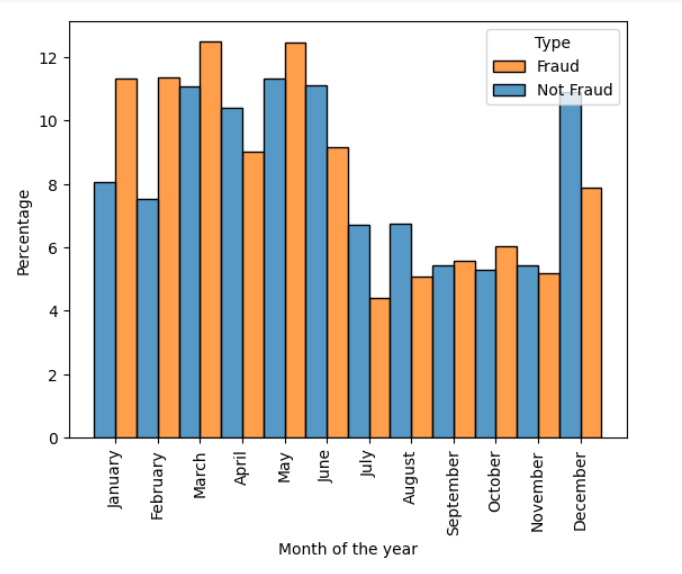 Type
Fraud
Not Fraud
12
10
8
6
4
2
0
Percentage
January
February
March
April
May
June
July
August
September
October
November
December
Month of the year